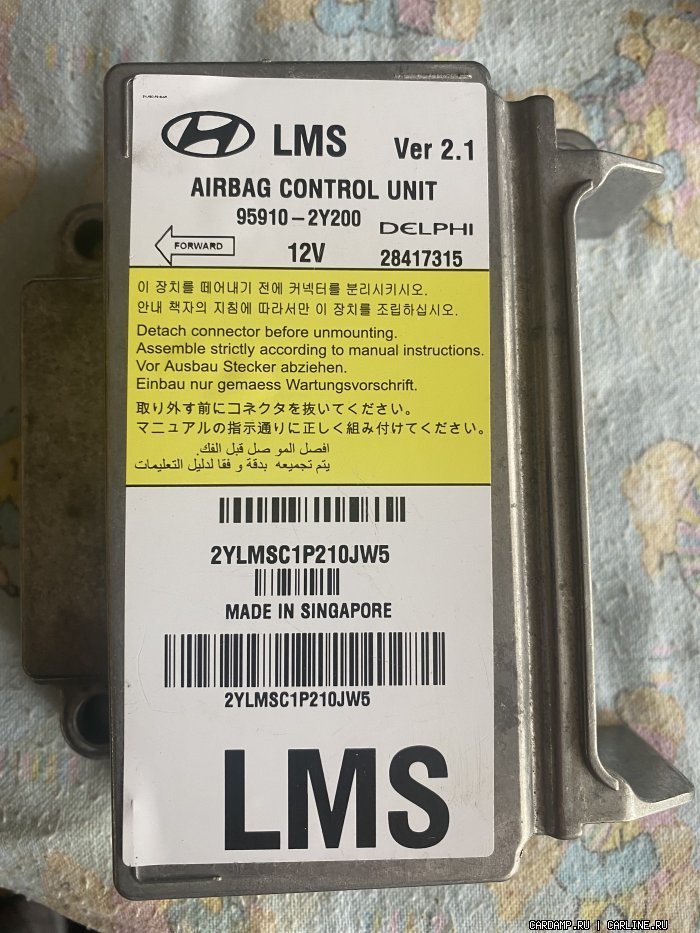 LMS Ver 2.1
AIRBAG CONTROL UNIT
95910-2Y200 DELPHI
FORWARD 12V 28417315
이 장치를 떼어내기 전에 커넥터를 분리시키시오.
안내 책자의 지침에 따라서만 이 장치를 조립하십시오.
Detach connector before unmounting.
Assemble strictly according to manual instructions.
Vor Ausbau Stecker abziehen.
Einbau nur gemaess Wartungsvorschrift.
取り外す前にコネクタを抜いてください。
マニュアルの指示通りに正しく組み付けてください。
افصل المو صل قبل الفك.
يتم تجميعه بدقة و فقا لدليل التعليمات
2YLMSC1P210JW5
MADE IN SINGAPORE
2YLMSC1P210JW5
LMS
CARDAMP.RU | CARLINE.RU